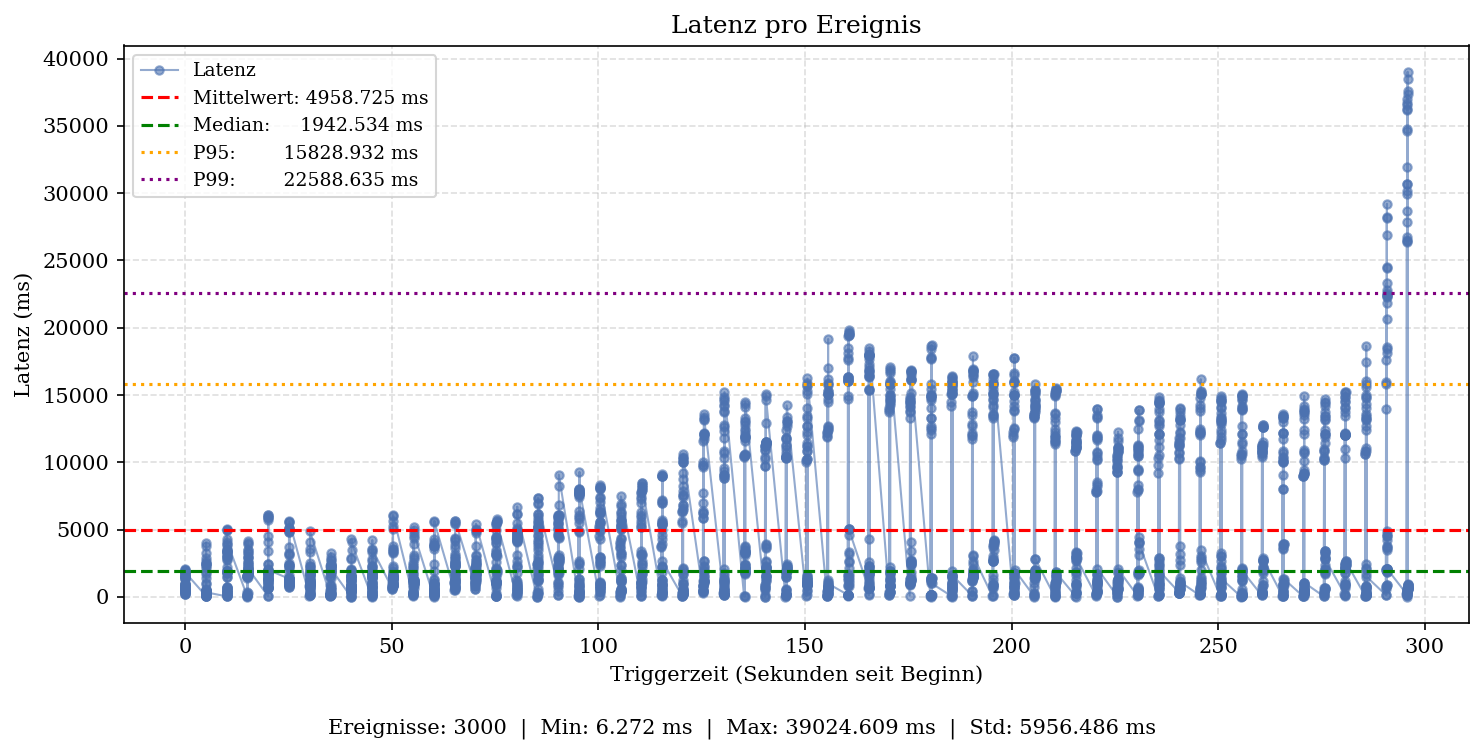 Latenz pro Ereignis
Latenz (ms)
40000
35000
30000
25000
20000
15000
10000
5000
0
Latenz
Mittelwert: 4958.725 ms
Median: 1942.534 ms
P95: 15828.932 ms
P99: 22588.635 ms
0 50 100 150 200 250 300
Triggerzeit (Sekunden seit Beginn)
Ereignisse: 3000 | Min: 6.272 ms | Max: 39024.609 ms | Std: 5956.486 ms